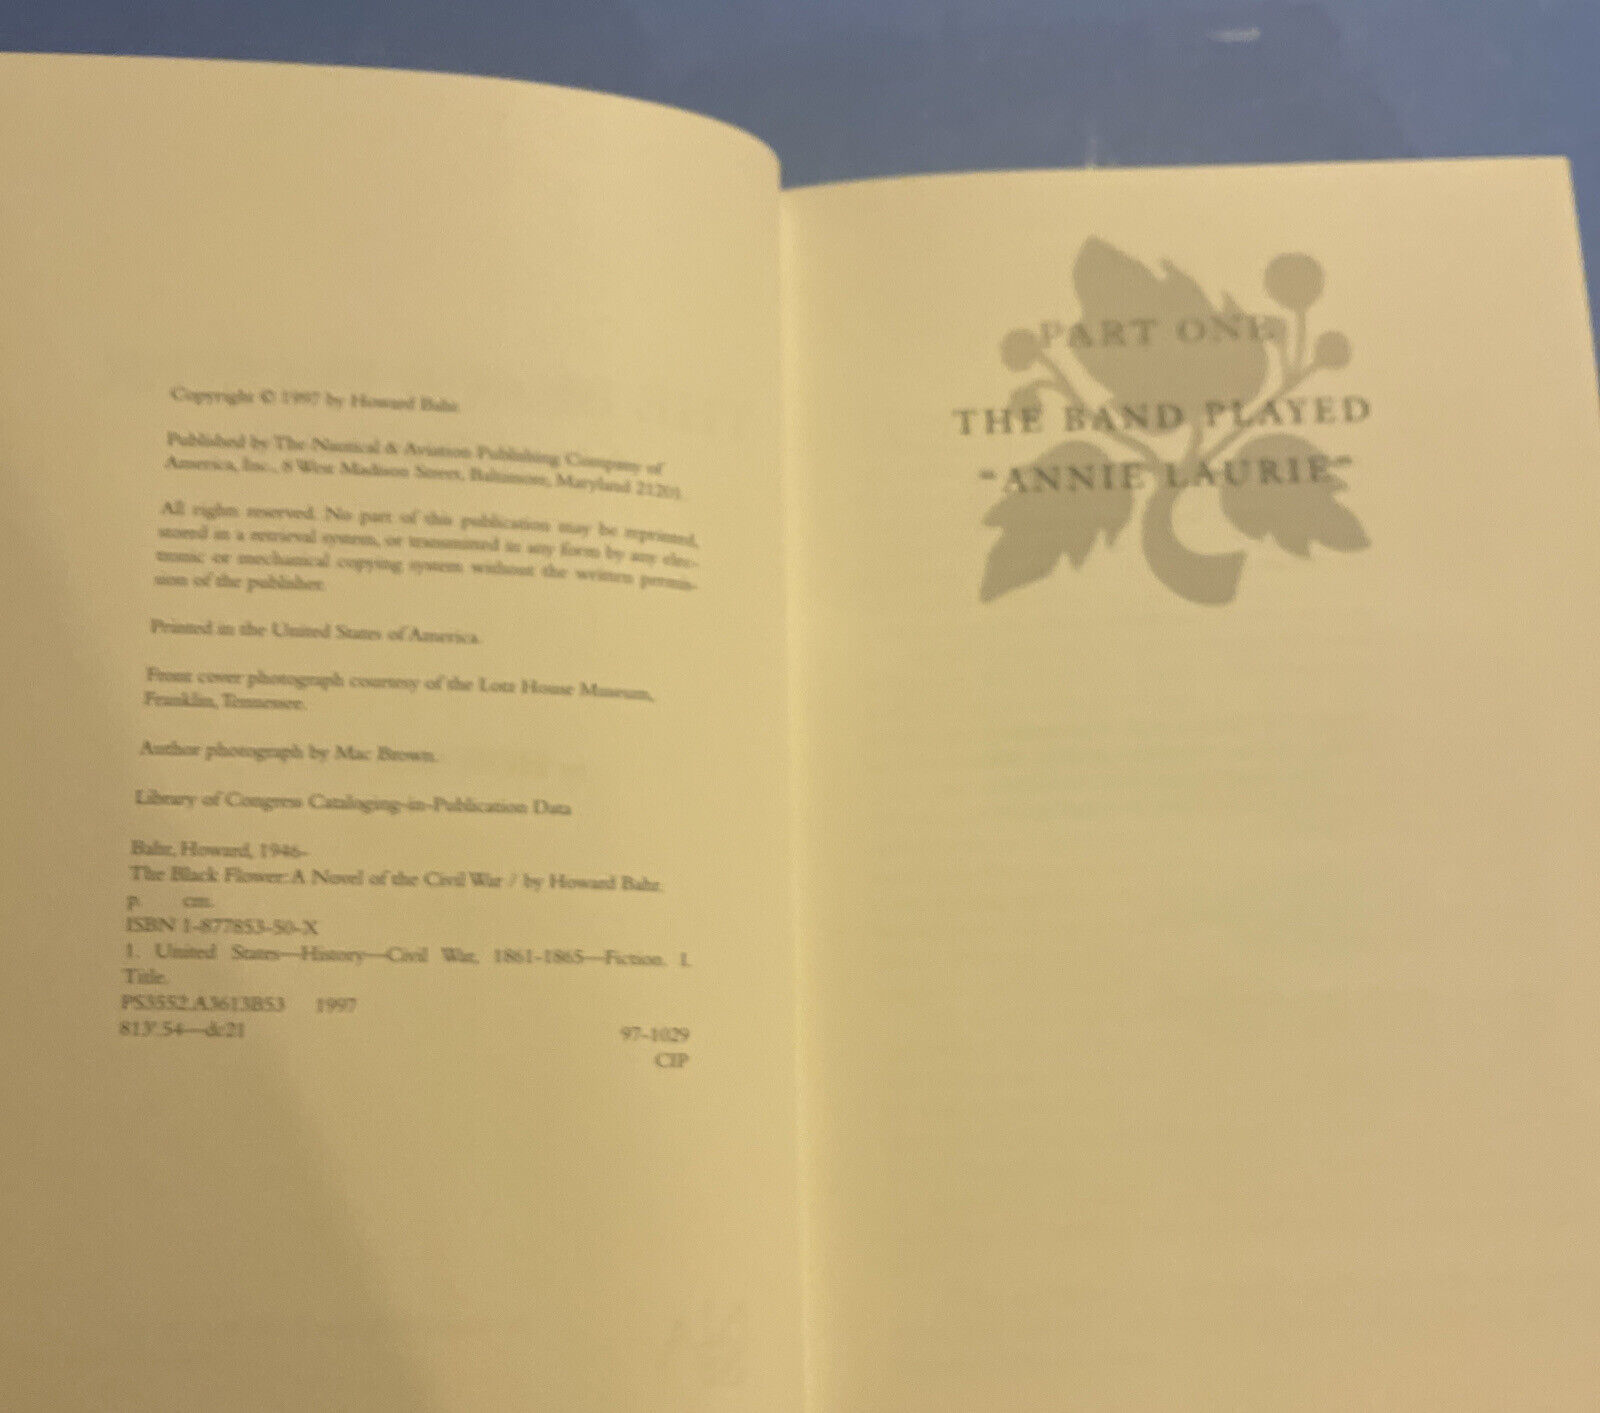 Copyright © 1997 by Howard Bahr.
Published by The Nautical & Aviation Publishing Company of
America, Inc., 8 West Madison Street, Baltimore, Maryland 21201.
All rights reserved. No part of this publication may be reprinted,
stored in a retrieval system, or transmitted in any form by any elec-
tronic or mechanical copying system without the written permis-
sion of the publisher.
Printed in the United States of America.
Front cover photograph courtesy of the Lotz House Museum,
Franklin, Tennessee.
Author photograph by Mac Brown.
Library of Congress Cataloging-in-Publication Data
Bahr, Howard, 1946-
The Black Flower: A Novel of the Civil War / by Howard Bahr.
p. cm.
ISBN 1-877853-50-X
1. United States—History—Civil War, 1861-1865—Fiction. I.
Title.
PS3552.A3613B53 1997
813'.54—dc21 97-1029
CIP
PART ONE
THE BAND PLAYED
"ANNIE LAURIE"